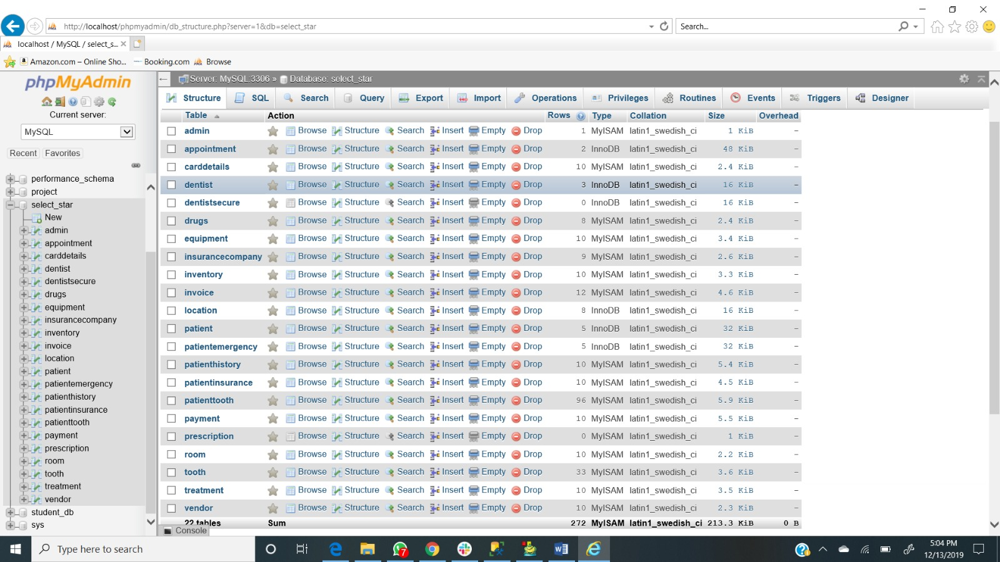 http://localhost/phpmyadmin/db_structure.php?server=1&db=select_star
Search...
localhost / MySQL / select_s...
Amazon.com – Online Sho...
Booking.com
Browse
phpMyAdmin
Current server:
MySQL
Recent Favorites
performance_schema
project
select_star
New
admin
appointment
carddetails
dentist
dentistsecure
drugs
equipment
insurancecompany
inventory
invoice
location
patient
patientemergency
patienthistory
patientinsurance
patienttooth
payment
prescription
room
tooth
treatment
vendor
student_db
sys
Server: MySQL:3306 » Database: select_star
Structure SQL Search Query Export Import Operations Privileges Routines Events Triggers Designer
Table Action Rows Type Collation Size Overhead
admin Browse Structure Search Insert Empty Drop 1 MyISAM latin1_swedish_ci 1 KiB -
appointment Browse Structure Search Insert Empty Drop 2 InnoDB latin1_swedish_ci 48 KiB -
carddetails Browse Structure Search Insert Empty Drop 10 MyISAM latin1_swedish_ci 2.4 KiB -
dentist Browse Structure Search Insert Empty Drop 3 InnoDB latin1_swedish_ci 16 KiB -
dentistsecure Browse Structure Search Insert Empty Drop 0 InnoDB latin1_swedish_ci 16 KiB -
drugs Browse Structure Search Insert Empty Drop 8 MyISAM latin1_swedish_ci 2.4 KiB -
equipment Browse Structure Search Insert Empty Drop 10 MyISAM latin1_swedish_ci 3.4 KiB -
insurancecompany Browse Structure Search Insert Empty Drop 9 MyISAM latin1_swedish_ci 2.6 KiB -
inventory Browse Structure Search Insert Empty Drop 10 MyISAM latin1_swedish_ci 3.3 KiB -
invoice Browse Structure Search Insert Empty Drop 12 MyISAM latin1_swedish_ci 4.6 KiB -
location Browse Structure Search Insert Empty Drop 8 InnoDB latin1_swedish_ci 16 KiB -
patient Browse Structure Search Insert Empty Drop 5 InnoDB latin1_swedish_ci 32 KiB -
patientemergency Browse Structure Search Insert Empty Drop 5 InnoDB latin1_swedish_ci 32 KiB -
patienthistory Browse Structure Search Insert Empty Drop 10 MyISAM latin1_swedish_ci 5.4 KiB -
patientinsurance Browse Structure Search Insert Empty Drop 10 MyISAM latin1_swedish_ci 4.5 KiB -
patienttooth Browse Structure Search Insert Empty Drop 96 MyISAM latin1_swedish_ci 5.9 KiB -
payment Browse Structure Search Insert Empty Drop 10 MyISAM latin1_swedish_ci 5.5 KiB -
prescription Browse Structure Search Insert Empty Drop 0 MyISAM latin1_swedish_ci 1 KiB -
room Browse Structure Search Insert Empty Drop 10 MyISAM latin1_swedish_ci 2.2 KiB -
tooth Browse Structure Search Insert Empty Drop 33 MyISAM latin1_swedish_ci 3.6 KiB -
treatment Browse Structure Search Insert Empty Drop 10 MyISAM latin1_swedish_ci 3.5 KiB -
vendor Browse Structure Search Insert Empty Drop 10 MyISAM latin1_swedish_ci 2.3 KiB -
22 tables Sum 272 MyISAM latin1_swedish_ci 213.3 KiB 0 B
Console
Type here to search
7
5:04 PM
12/13/2019